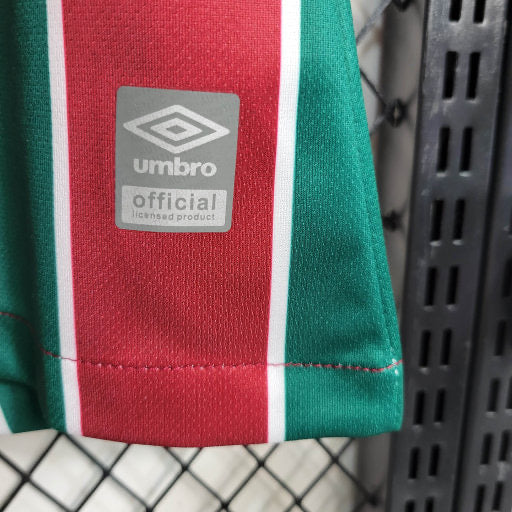 umbro
official
licensed product